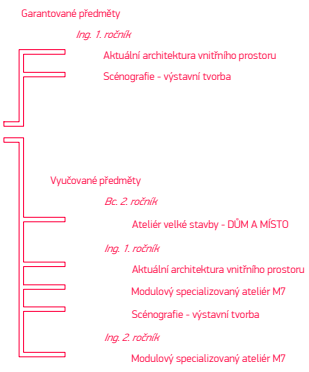 Garantované předměty
Ing. 1. ročník
Aktuální architektura vnitřního prostoru
Scénografie - výstavní tvorba
Vyučované předměty
Bc. 2. ročník
Ateliér velké stavby - DŮM A MÍSTO
Ing. 1. ročník
Aktuální architektura vnitřního prostoru
Modulový specializovaný ateliér M7
Scénografie - výstavní tvorba
Ing. 2. ročník
Modulový specializovaný ateliér M7